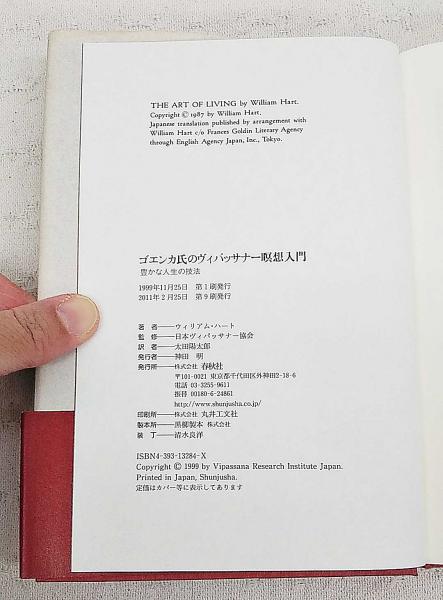 THE ART OF LIVING by William Hart.
Copyright © 1987 by William Hart.
Japanese translation published by arrangement with
William Hart c/o Frances Goldin Literary Agency
through English Agency Japan, Inc., Tokyo.
ゴエンカ氏のヴィパッサナー瞑想入門
豊かな人生の技法
1999年11月25日 第1刷発行
2011年2月25日 第9刷発行
著者――ウィリアム・ハート
監修――日本ヴィパッサナー協会
訳者――太田陽太郎
発行者――神田 明
発行所――株式会社 春秋社
〒101-0021 東京都千代田区外神田2-18-6
電話 03-3255-9611
振替 00180-6-24861
http://www.shunjusha.co.jp/
印刷所――株式会社 丸井工文社
製本所――黒柳製本 株式会社
装丁――清水良洋
ISBN4-393-13284-X
Copyright © 1999 by Vipassana Research Institute Japan.
Printed in Japan, Shunjusha.
定価はカバー等に表示してあります